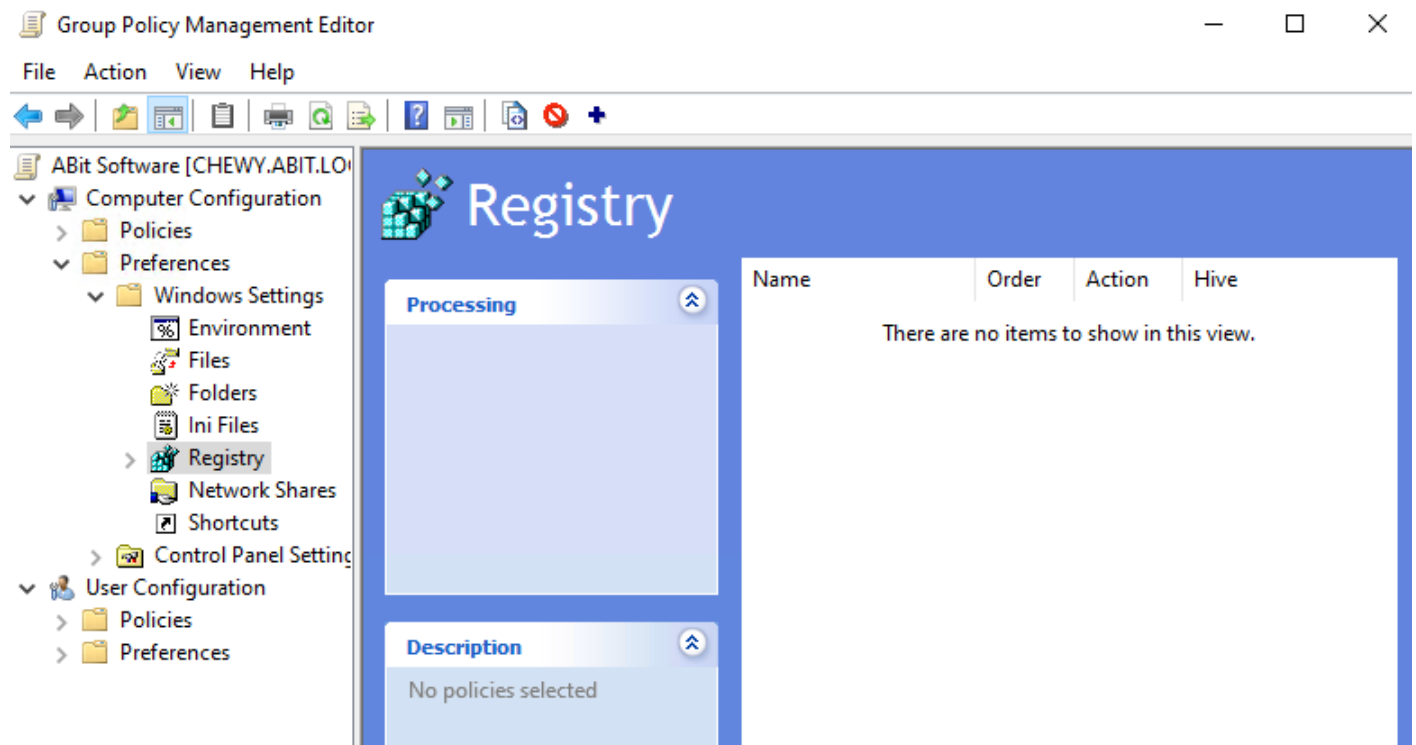 Group Policy Management Editor
File Action View Help
ABit Software [CHEWY.ABIT.LO
Computer Configuration
Policies
Preferences
Windows Settings
Environment
Files
Folders
Ini Files
Registry
Network Shares
Shortcuts
Control Panel Setting
User Configuration
Policies
Preferences
Registry
Processing
Description
No policies selected
Name Order Action Hive
There are no items to show in this view.